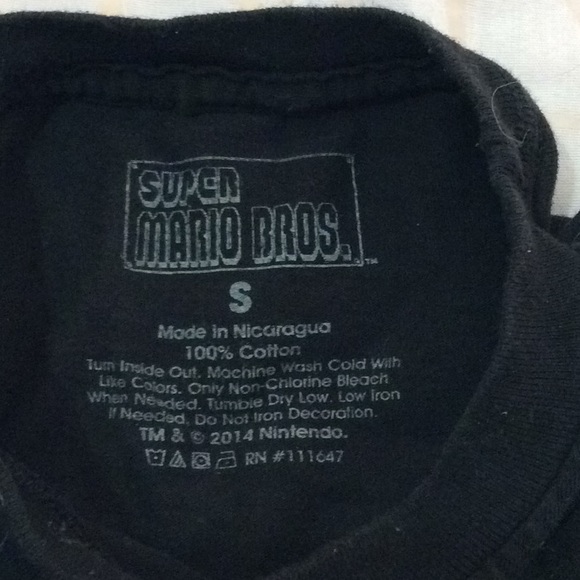 SUPER
MARIO BROS.™
S
Made in Nicaragua
100% Cotton
Turn Inside Out. Machine Wash Cold With
Like Colors. Only Non-Chlorine Bleach
When Needed. Tumble Dry Low. Low Iron
If Needed. Do Not Iron Decoration.
TM & © 2014 Nintendo.
RN #111647